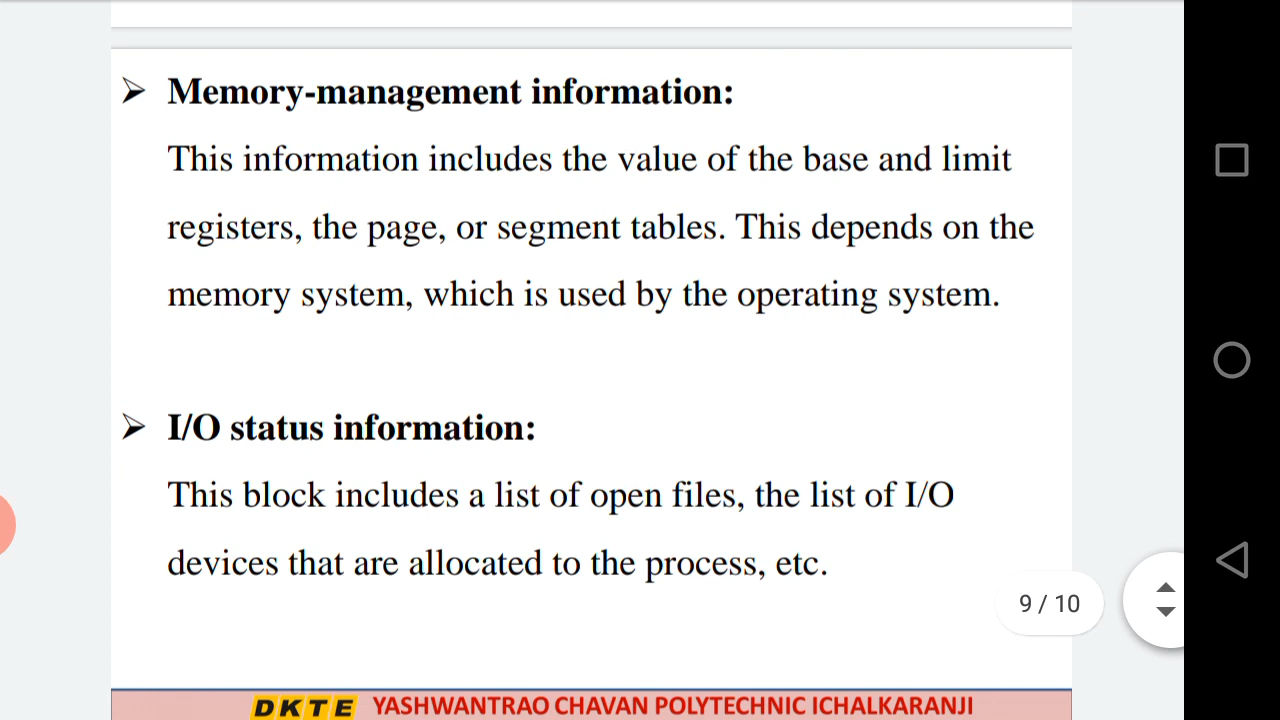 Memory-management information:
This information includes the value of the base and limit
registers, the page, or segment tables. This depends on the
memory system, which is used by the operating system.
I/O status information:
This block includes a list of open files, the list of I/O
devices that are allocated to the process, etc.
9 / 10
DKTE YASHWANTRAO CHAVAN POLYTECHNIC ICHALKARANJI